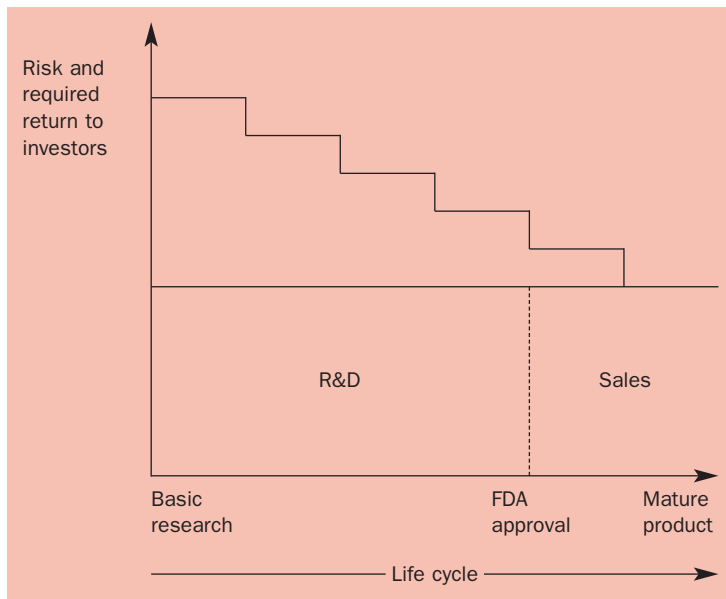 Risk and
required
return to
investors
R&D
Sales
Basic
research
FDA
approval
Mature
product
Life cycle